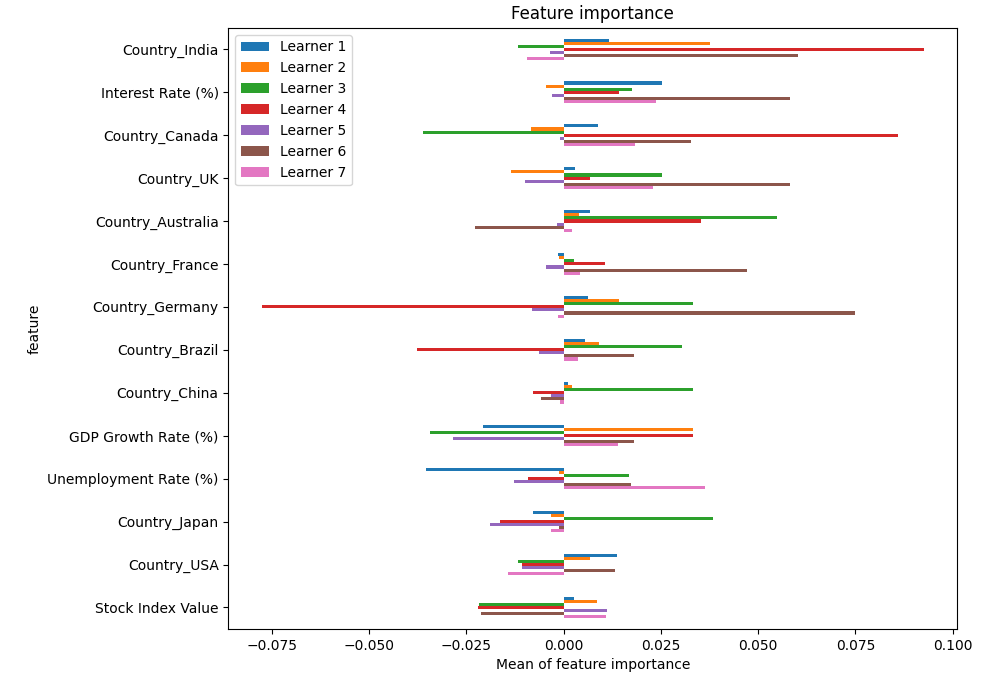 Feature importance
Country_India
Interest Rate (%)
Country_Canada
Country_UK
Country_Australia
Country_France
Country_Germany
Country_Brazil
Country_China
GDP Growth Rate (%)
Unemployment Rate (%)
Country_Japan
Country_USA
Stock Index Value
feature
Learner 1
Learner 2
Learner 3
Learner 4
Learner 5
Learner 6
Learner 7
−0.075 −0.050 −0.025 0.000 0.025 0.050 0.075 0.100
Mean of feature importance